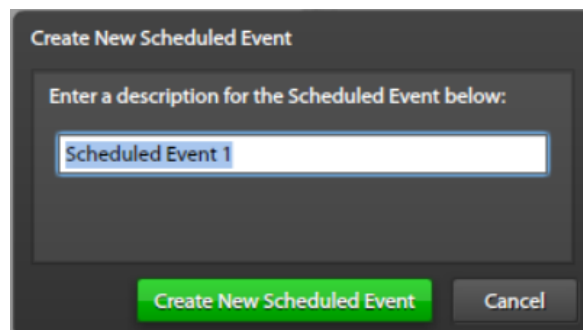 Create New Scheduled Event
Enter a description for the Scheduled Event below:
Scheduled Event 1
Create New Scheduled Event
Cancel